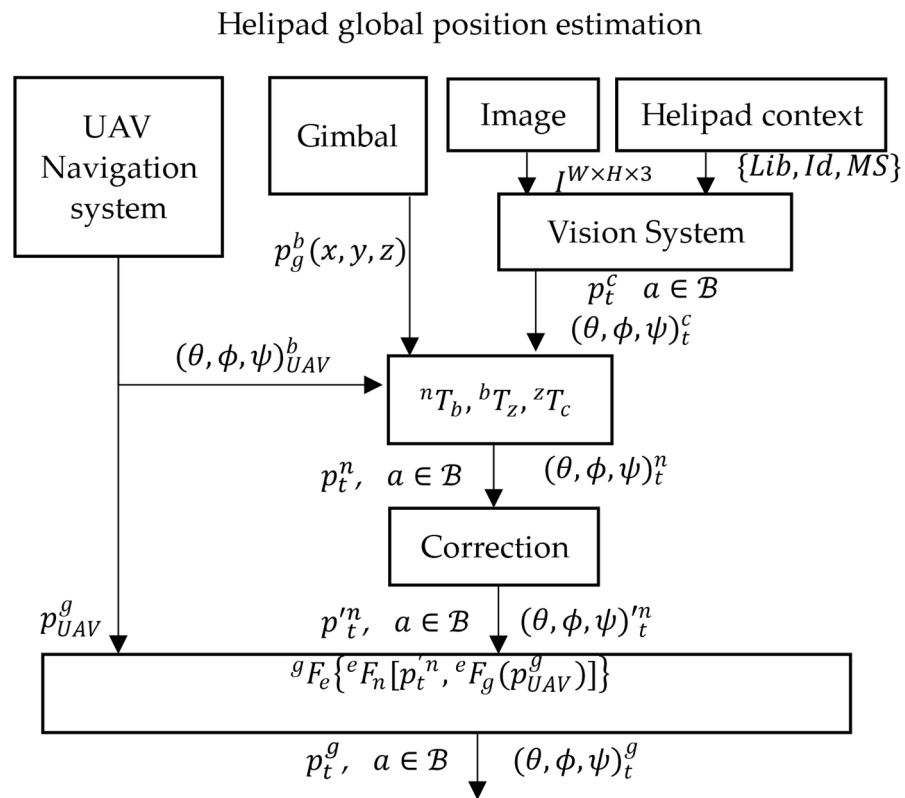 Helipad global position estimation
UAV
Navigation
system
Gimbal
Image
Helipad context
I^{W×H×3}
{Lib, Id, MS}
Vision System
p_g^b(x, y, z)
p_t^c a ∈ ℬ
(θ, ϕ, ψ)_t^c
(θ, ϕ, ψ)_{UAV}^b
^nT_b, ^bT_z, ^zT_c
p_t^n, a ∈ ℬ (θ, ϕ, ψ)_t^n
Correction
p_{UAV}^g
p'_t^n, a ∈ ℬ (θ, ϕ, ψ)'_t^n
^gF_e{^eF_n[p_t'^n, ^eF_g(p_{UAV}^g)]}
p_t^g, a ∈ ℬ (θ, ϕ, ψ)_t^g